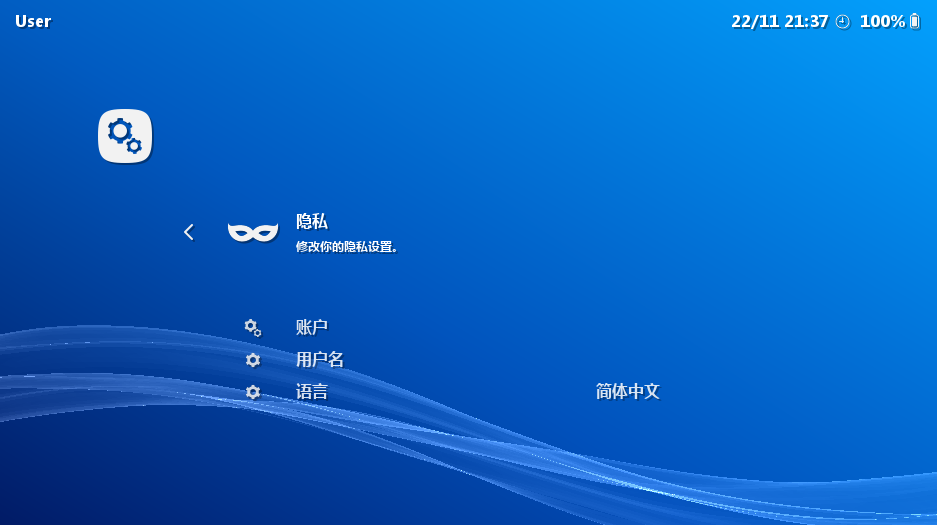 User
22/11 21:37 100%
隐私
修改你的隐私设置。
账户
用户名
语言 简体中文